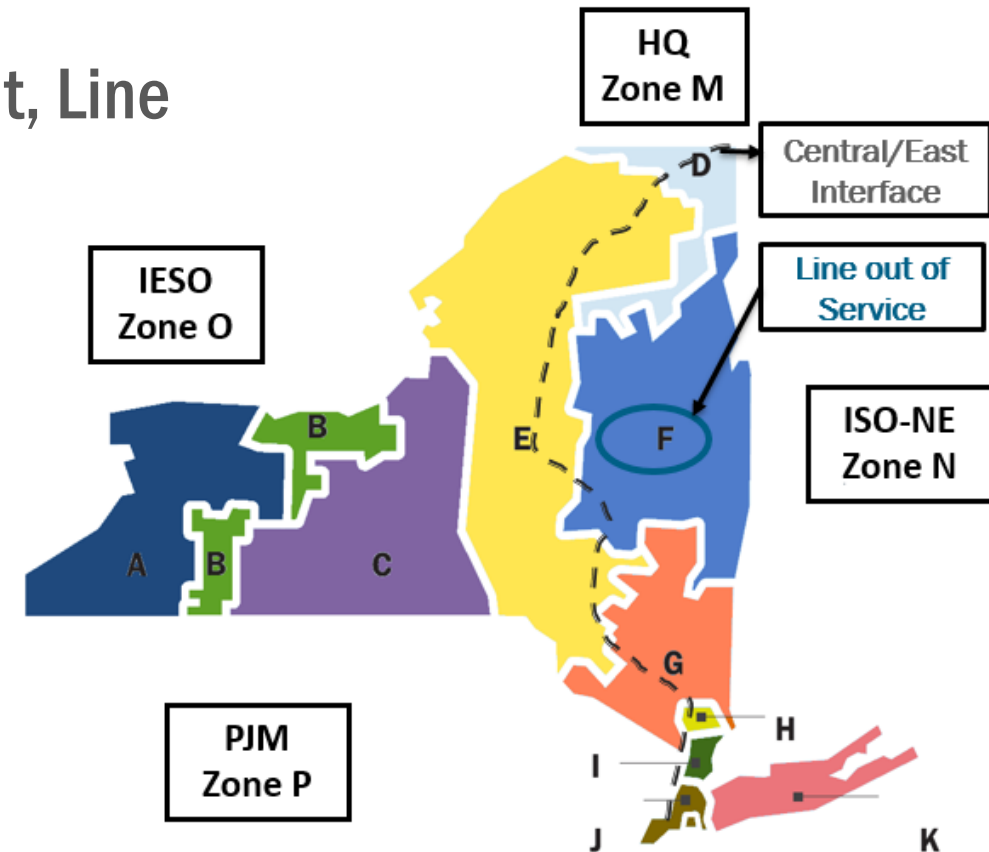 t, Line
HQ
Zone M
D
Central/East
Interface
IESO
Zone O
Line out of
Service
B
E
F
ISO-NE
Zone N
A
B
C
G
PJM
Zone P
H
I
J
K